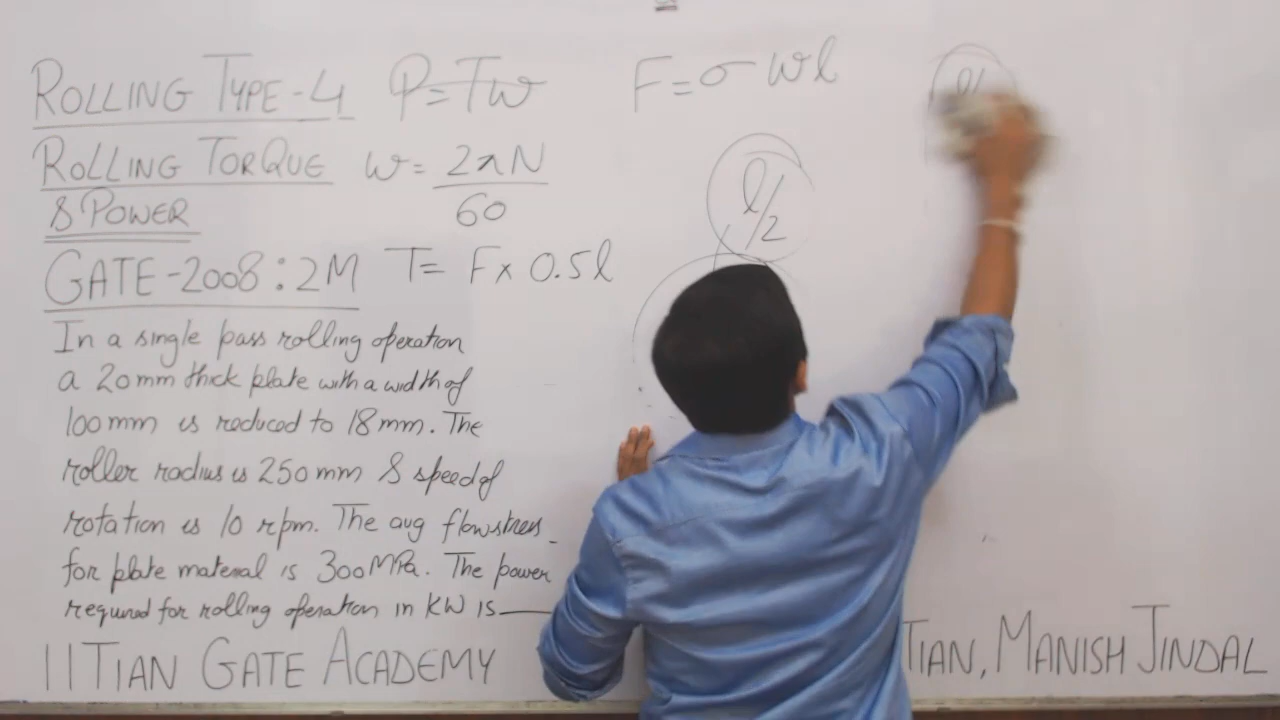 ROLLING TYPE-4
ROLLING TORQUE
& POWER
GATE-2008:2M
P=Tω
ω = 2πN/60
T= F× 0.5l
F=σ wl
l/2
In a single pass rolling operation
a 20mm thick plate with a width of
100mm is reduced to 18mm. The
roller radius is 250mm & speed of
rotation is 10 rpm. The avg flowstress
for plate material is 300MPa. The power
required for rolling operation in KW is
IITIAN GATE ACADEMY
TIAN, MANISH JINDAL